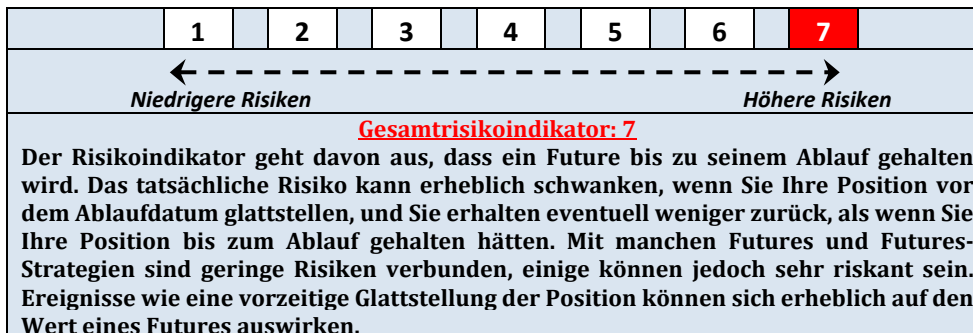 1 2 3 4 5 6 7
Niedrigere Risiken Höhere Risiken
Gesamtrisikoindikator: 7
Der Risikoindikator geht davon aus, dass ein Future bis zu seinem Ablauf gehalten
wird. Das tatsächliche Risiko kann erheblich schwanken, wenn Sie Ihre Position vor
dem Ablaufdatum glattstellen, und Sie erhalten eventuell weniger zurück, als wenn Sie
Ihre Position bis zum Ablauf gehalten hätten. Mit manchen Futures und Futures-
Strategien sind geringe Risiken verbunden, einige können jedoch sehr riskant sein.
Ereignisse wie eine vorzeitige Glattstellung der Position können sich erheblich auf den
Wert eines Futures auswirken.